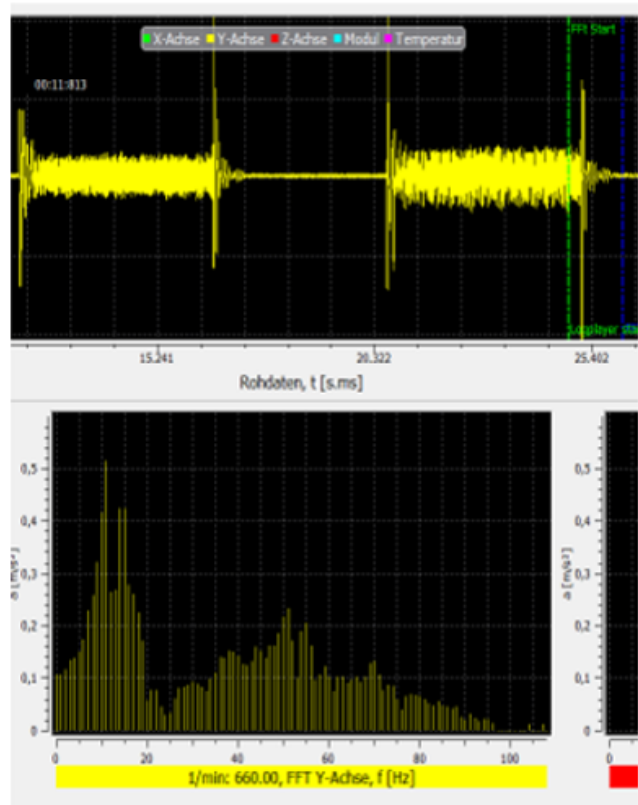 X-Achse Y-Achse Z-Achse Modul Temperatur
FFt Start
00:11:813
15.241 20.322 25.402
Rohdaten, t [s.ms]
0,5 0,5
0,4 0,4
0,3 0,3
a [m/s²] a [m/s²]
0,2 0,2
0,1 0,1
0 0
0 20 40 60 80 100 0
1/min: 660.00, FFT Y-Achse, f [Hz]